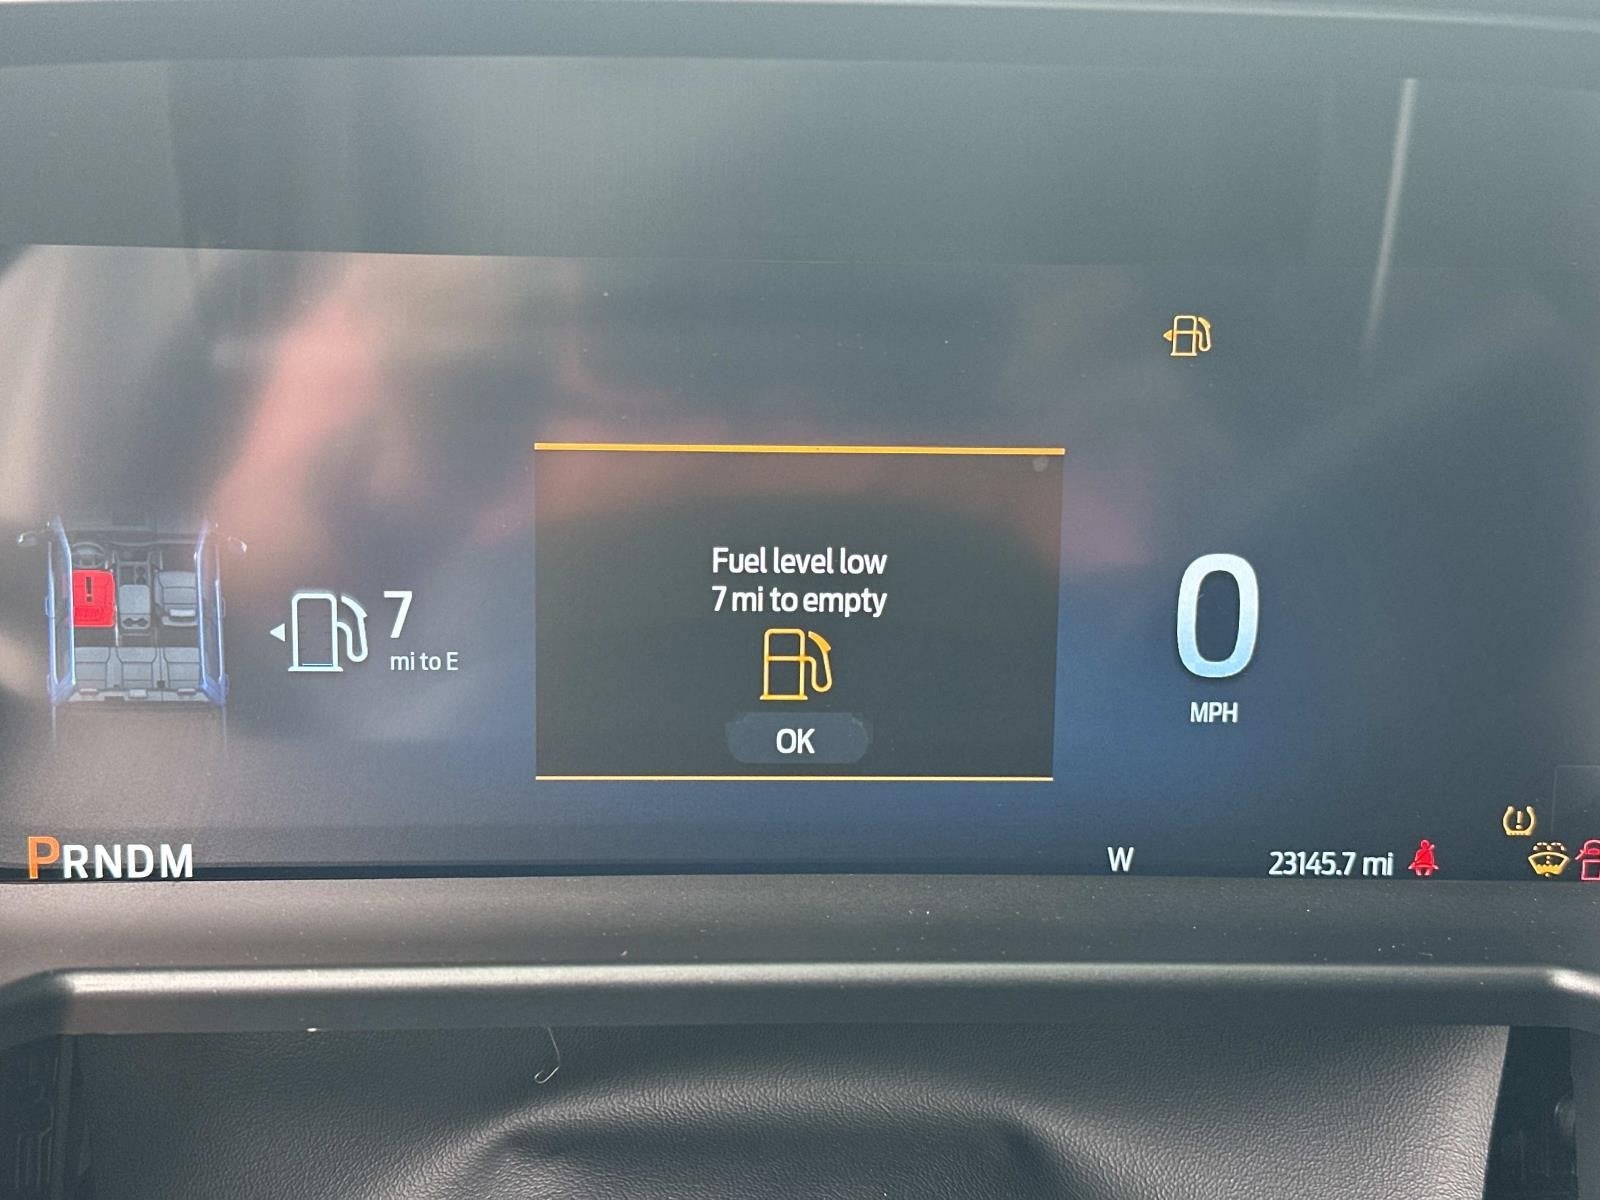 Fuel level low
7 mi to empty
OK
7
mi to E
0
MPH
PRNDM
W
23145.7 mi